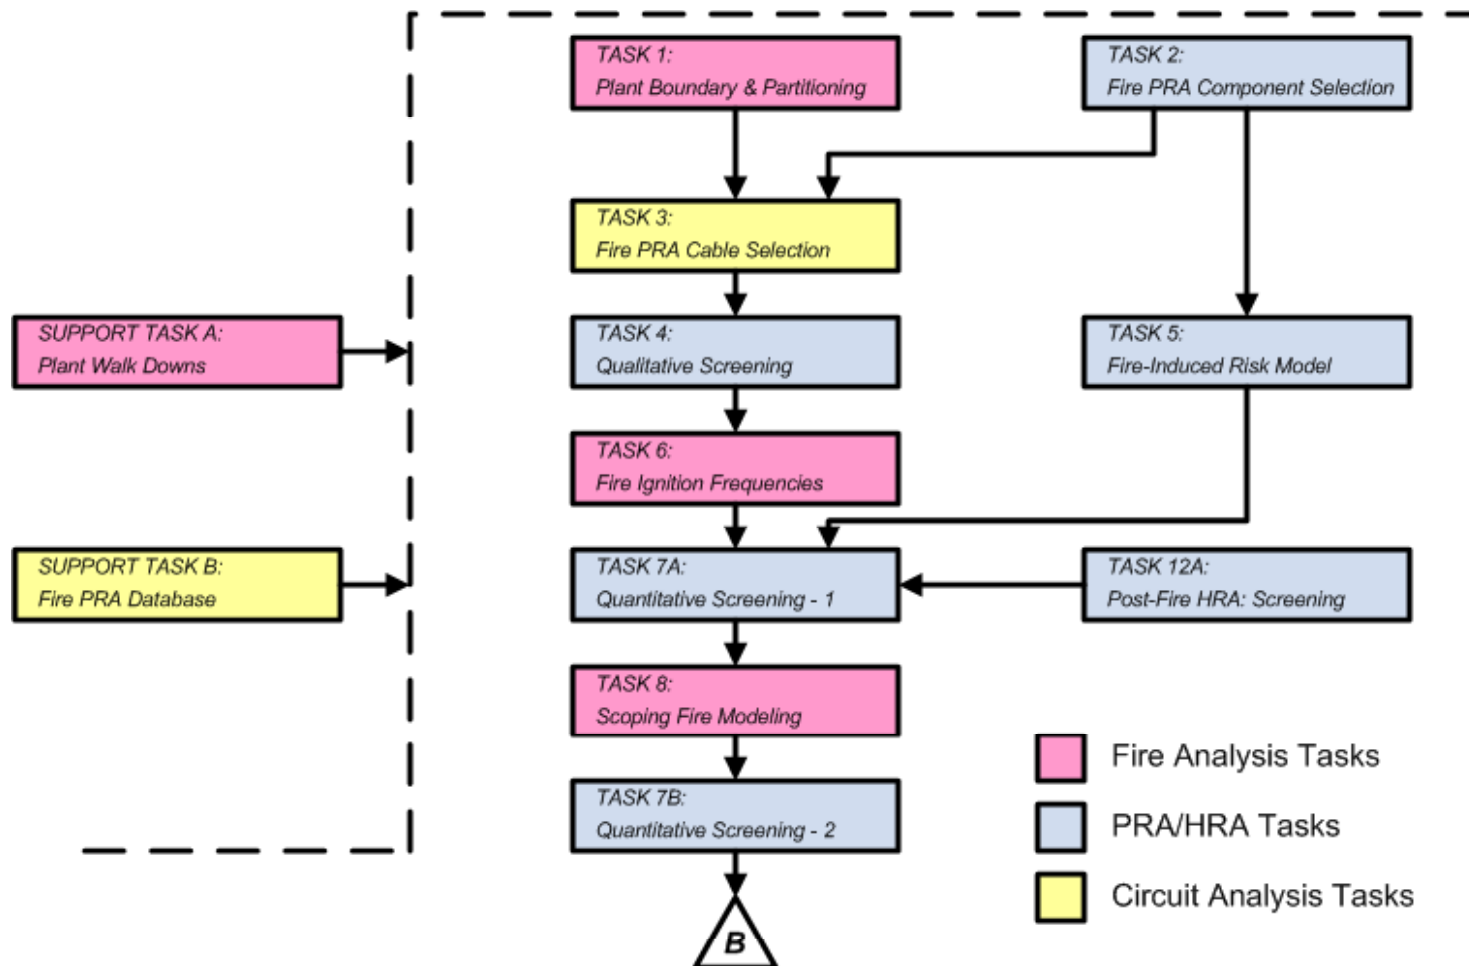 TASK 1:
Plant Boundary & Partitioning
TASK 2:
Fire PRA Component Selection
TASK 3:
Fire PRA Cable Selection
SUPPORT TASK A:
Plant Walk Downs
TASK 4:
Qualitative Screening
TASK 5:
Fire-Induced Risk Model
TASK 6:
Fire Ignition Frequencies
SUPPORT TASK B:
Fire PRA Database
TASK 7A:
Quantitative Screening - 1
TASK 12A:
Post-Fire HRA: Screening
TASK 8:
Scoping Fire Modeling
TASK 7B:
Quantitative Screening - 2
B
Fire Analysis Tasks
PRA/HRA Tasks
Circuit Analysis Tasks